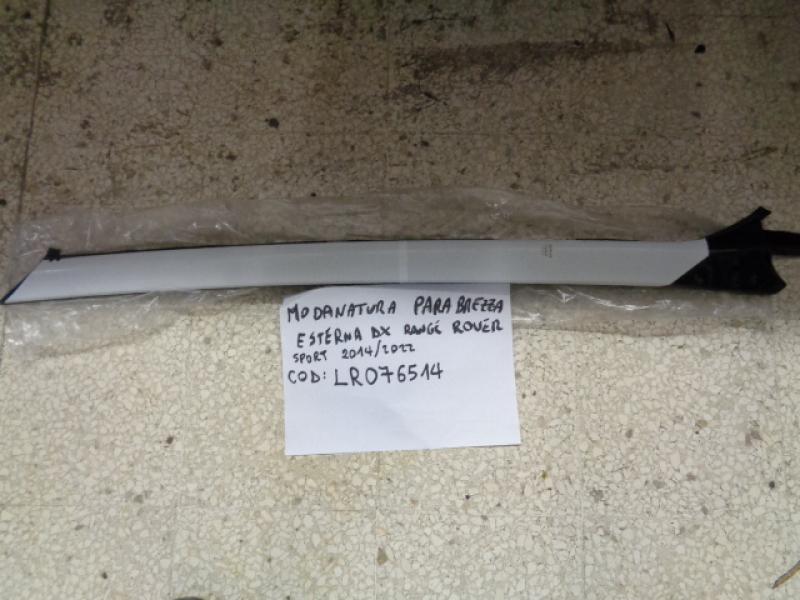 MODANATURA PARABREZZA
ESTERNA DX RANGE ROVER
SPORT 2014/2022
COD: LR076514